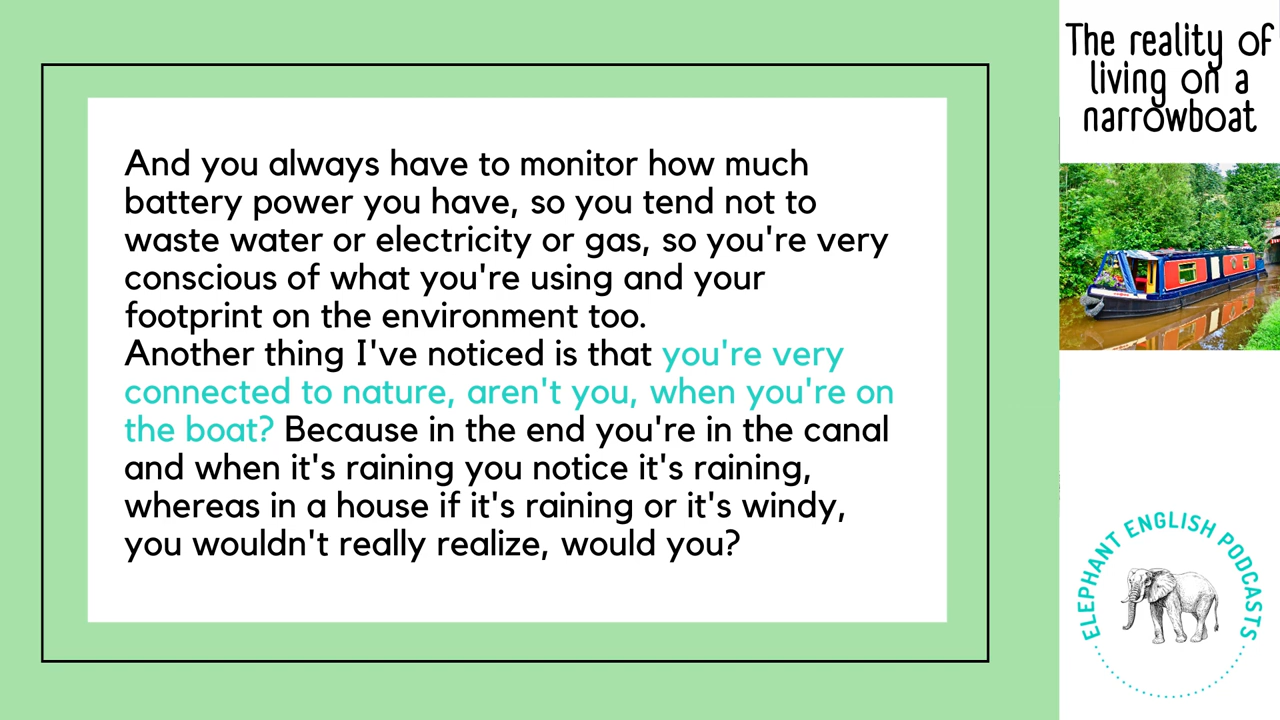 And you always have to monitor how much
battery power you have, so you tend not to
waste water or electricity or gas, so you're very
conscious of what you're using and your
footprint on the environment too.
Another thing I've noticed is that you're very
connected to nature, aren't you, when you're on
the boat? Because in the end you're in the canal
and when it's raining you notice it's raining,
whereas in a house if it's raining or it's windy,
you wouldn't really realize, would you?
The reality of
living on a
narrowboat
ELEPHANT ENGLISH PODCASTS